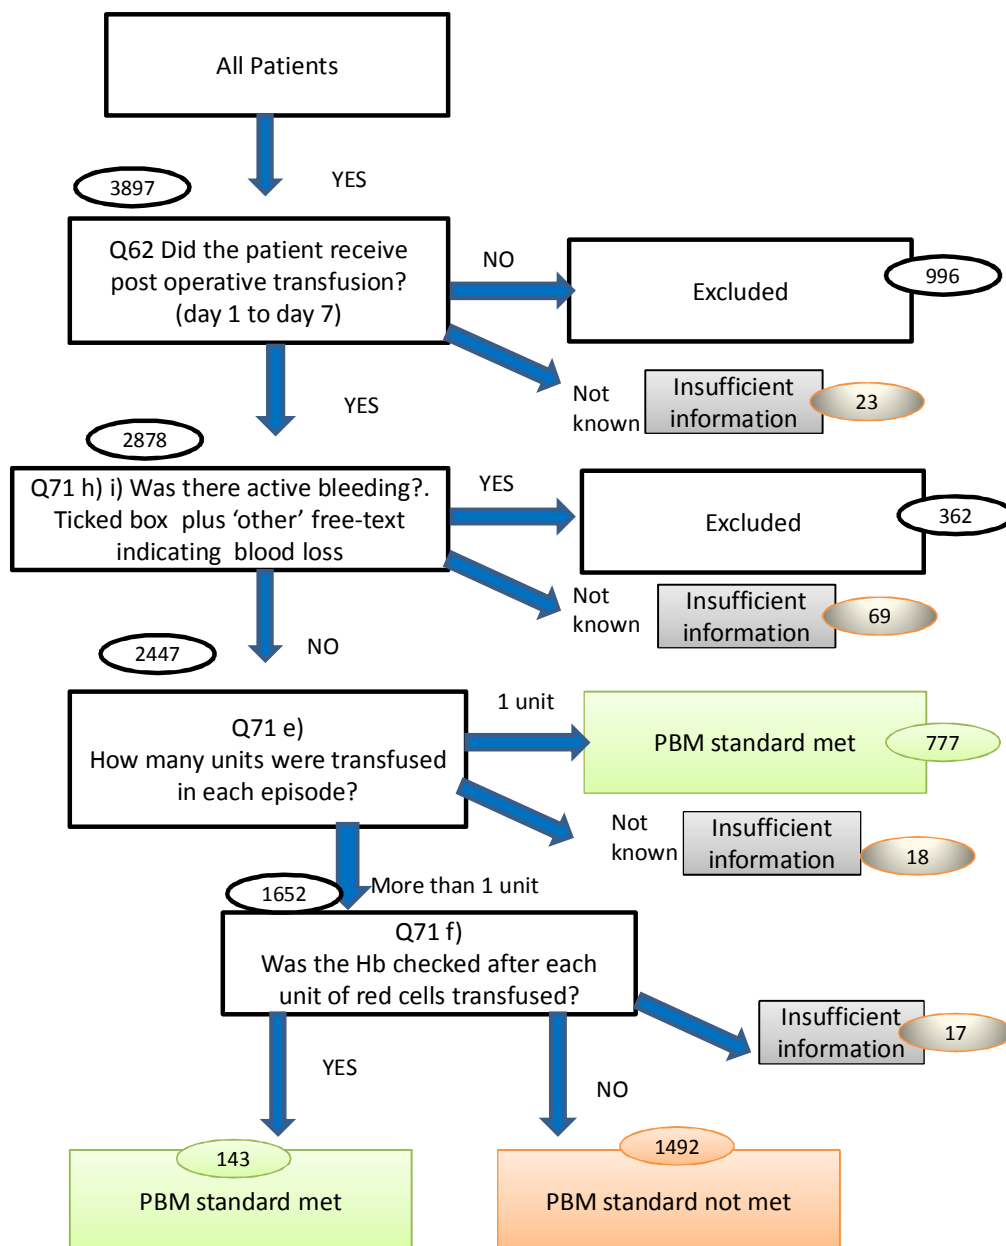 All Patients
YES
3897
Q62 Did the patient receive
post operative transfusion?
(day 1 to day 7)
NO
Excluded
996
Not
known
Insufficient
information
23
YES
2878
Q71 h) i) Was there active bleeding?.
Ticked box plus ‘other’ free-text
indicating blood loss
YES
Excluded
362
Not
known
Insufficient
information
69
NO
2447
Q71 e)
How many units were transfused
in each episode?
1 unit
PBM standard met
777
Not
known
Insufficient
information
18
More than 1 unit
1652
Q71 f)
Was the Hb checked after each
unit of red cells transfused?
Insufficient
information
17
YES
NO
143
PBM standard met
1492
PBM standard not met